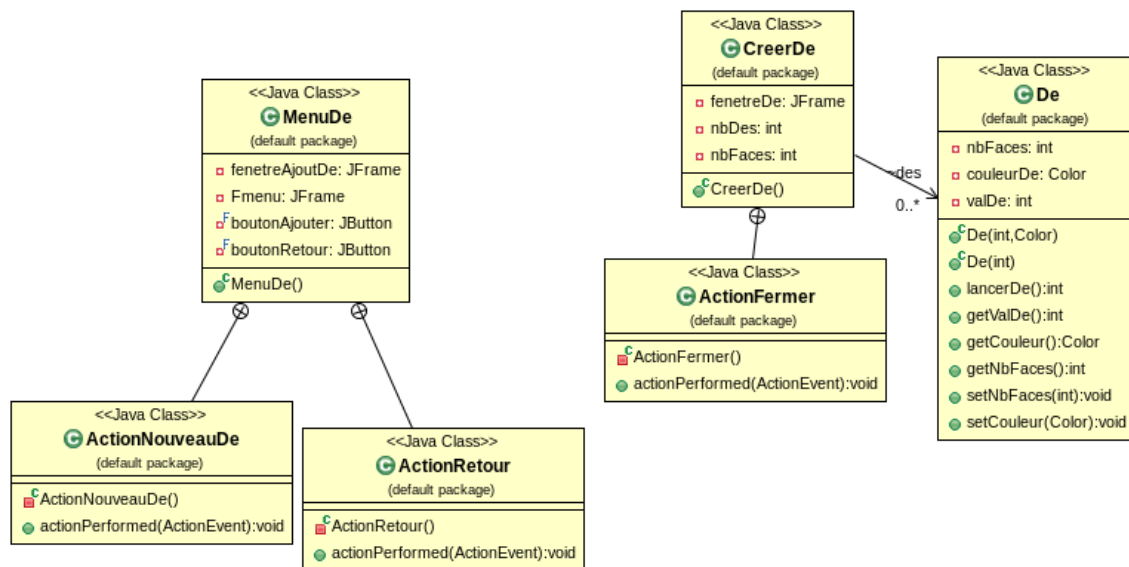 <<Java Class>>
MenuDe
(default package)
fenetreAjoutDe: JFrame
Fmenu: JFrame
F boutonAjouter: JButton
F boutonRetour: JButton
C MenuDe()
<<Java Class>>
ActionNouveauDe
(default package)
C ActionNouveauDe()
actionPerformed(ActionEvent):void
<<Java Class>>
ActionRetour
(default package)
C ActionRetour()
actionPerformed(ActionEvent):void
<<Java Class>>
CreerDe
(default package)
fenetreDe: JFrame
nbDes: int
nbFaces: int
C CreerDe()
<<Java Class>>
ActionFermer
(default package)
C ActionFermer()
actionPerformed(ActionEvent):void
~des
0..*
<<Java Class>>
De
(default package)
nbFaces: int
couleurDe: Color
valDe: int
C De(int,Color)
C De(int)
lancerDe():int
getValDe():int
getCouleur():Color
getNbFaces():int
setNbFaces(int):void
setCouleur(Color):void